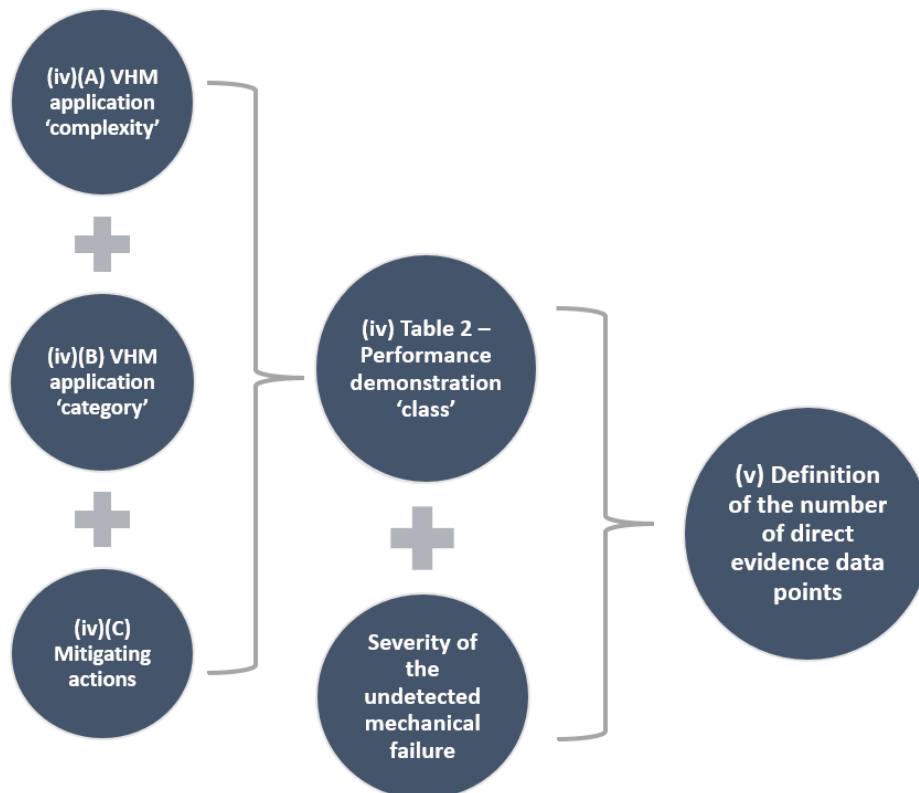 (iv)(A) VHM
application
‘complexity’
(iv)(B) VHM
application
‘category’
(iv)(C)
Mitigating
actions
(iv) Table 2 –
Performance
demonstration
‘class’
Severity of
the
undetected
mechanical
failure
(v) Definition
of the number
of direct
evidence data
points